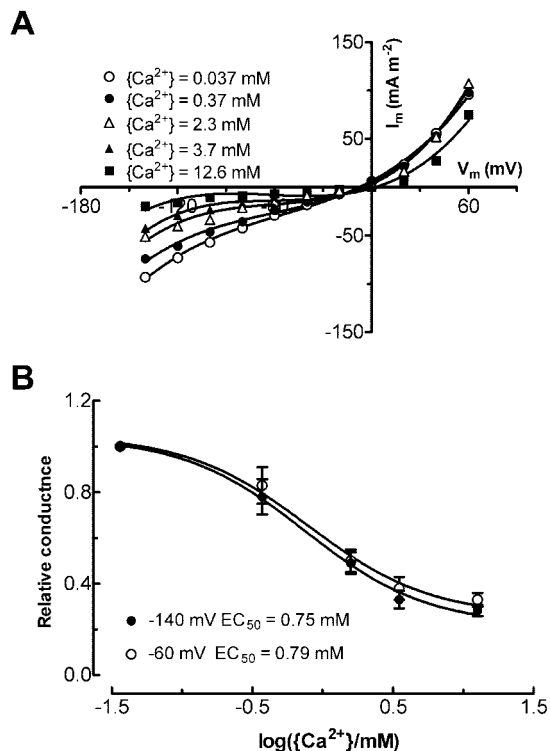 A
{Ca²⁺} = 0.037 mM
{Ca²⁺} = 0.37 mM
{Ca²⁺} = 2.3 mM
{Ca²⁺} = 3.7 mM
{Ca²⁺} = 12.6 mM
150
100
50
Iₘ (mA m⁻²)
Vₘ (mV)
-180
-120
60
-50
-150
B
1.2
0.8
0.4
0.0
Relative conductnce
-140 mV EC₅₀ = 0.75 mM
-60 mV EC₅₀ = 0.79 mM
-1.5
-0.5
0.5
1.5
log({Ca²⁺}/mM)